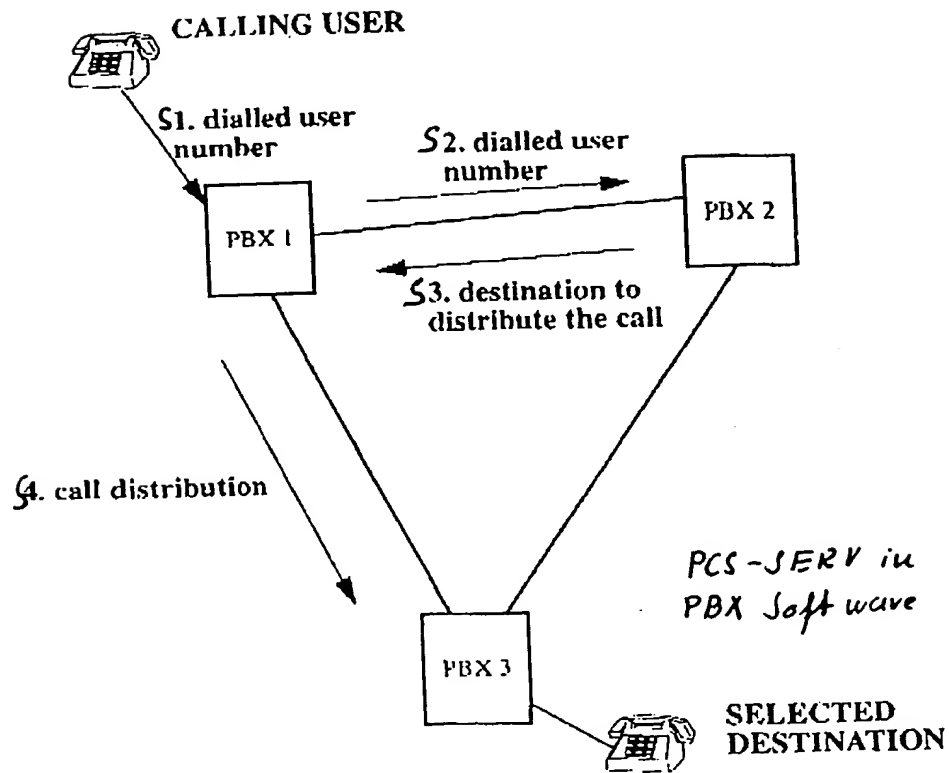 CALLING USER
S1. dialled user
number
S2. dialled user
number
PBX 1
PBX 2
S3. destination to
distribute the call
S4. call distribution
PCS-SERV in
PBX Software
PBX 3
SELECTED
DESTINATION